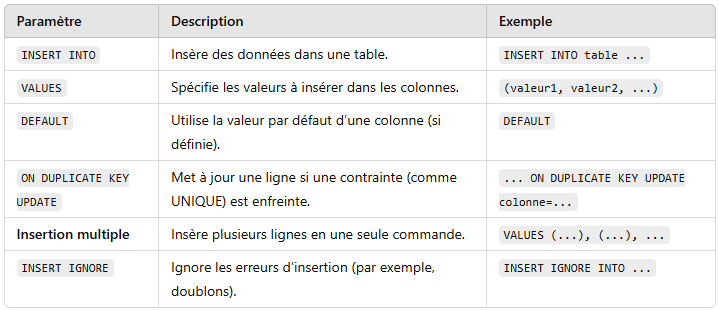 Paramètre Description Exemple
INSERT INTO Insère des données dans une table. INSERT INTO table ...
VALUES Spécifie les valeurs à insérer dans les colonnes. (valeur1, valeur2, ...)
DEFAULT Utilise la valeur par défaut d’une colonne (si DEFAULT
définie).
ON DUPLICATE KEY Met à jour une ligne si une contrainte (comme ... ON DUPLICATE KEY UPDATE
UPDATE UNIQUE) est enfreinte. colonne=...
Insertion multiple Insère plusieurs lignes en une seule commande. VALUES (...), (...), ...
INSERT IGNORE Ignore les erreurs d’insertion (par exemple, INSERT IGNORE INTO ...
doublons).